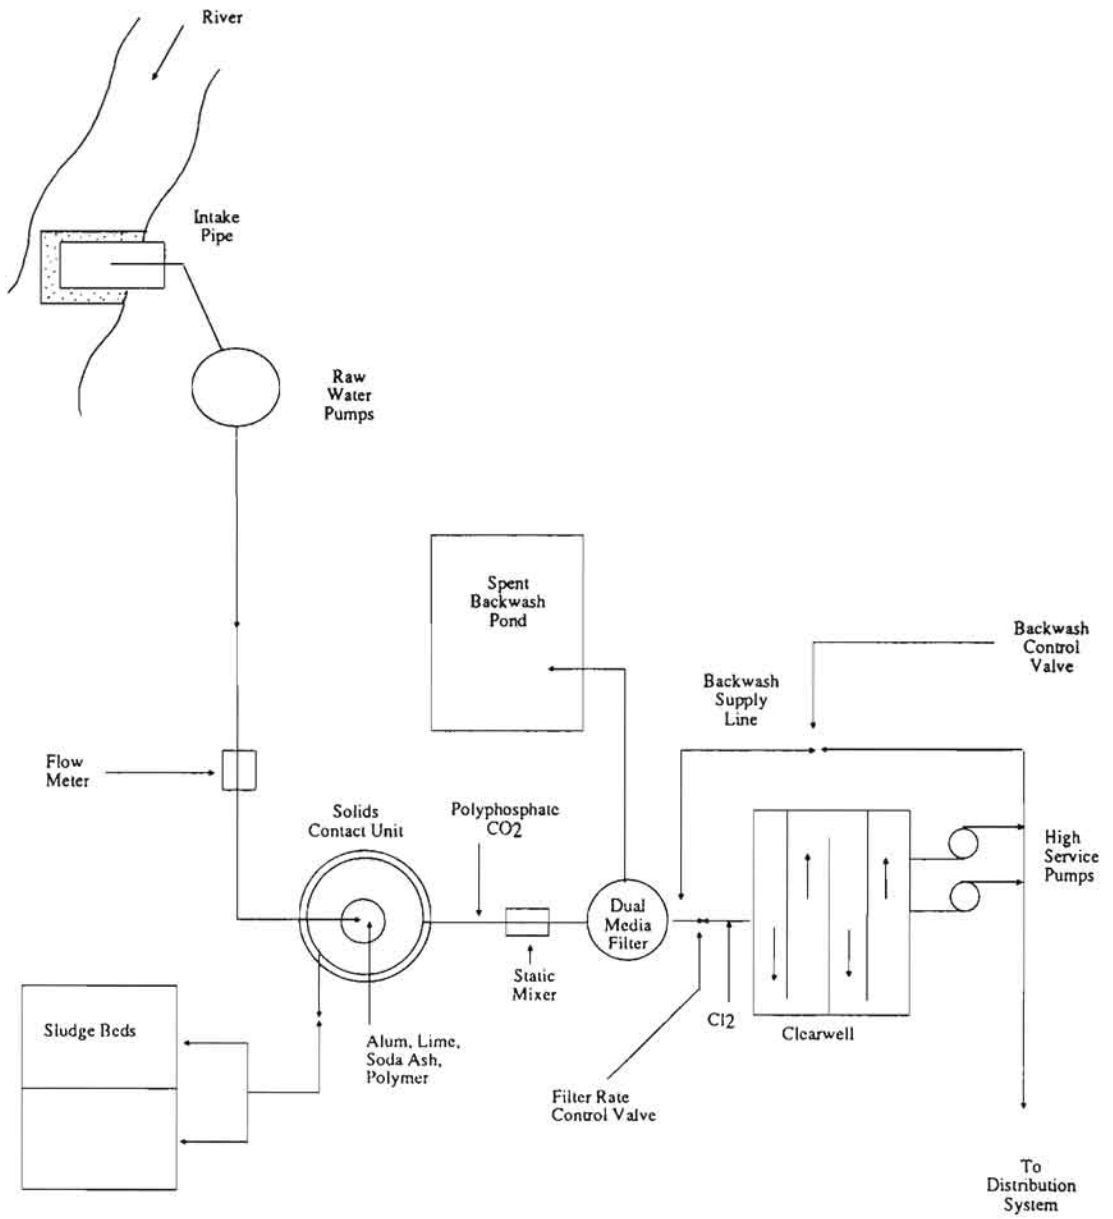 River
Intake
Pipe
Raw
Water
Pumps
Spent
Backwash
Pond
Backwash
Control
Valve
Backwash
Supply
Line
Flow
Meter
Solids
Contact Unit
Polyphosphate
CO2
High
Service
Pumps
Dual
Media
Filter
Static
Mixer
Cl2
Clearwell
Sludge Beds
Alum, Lime,
Soda Ash,
Polymer
Filter Rate
Control Valve
To
Distribution
System